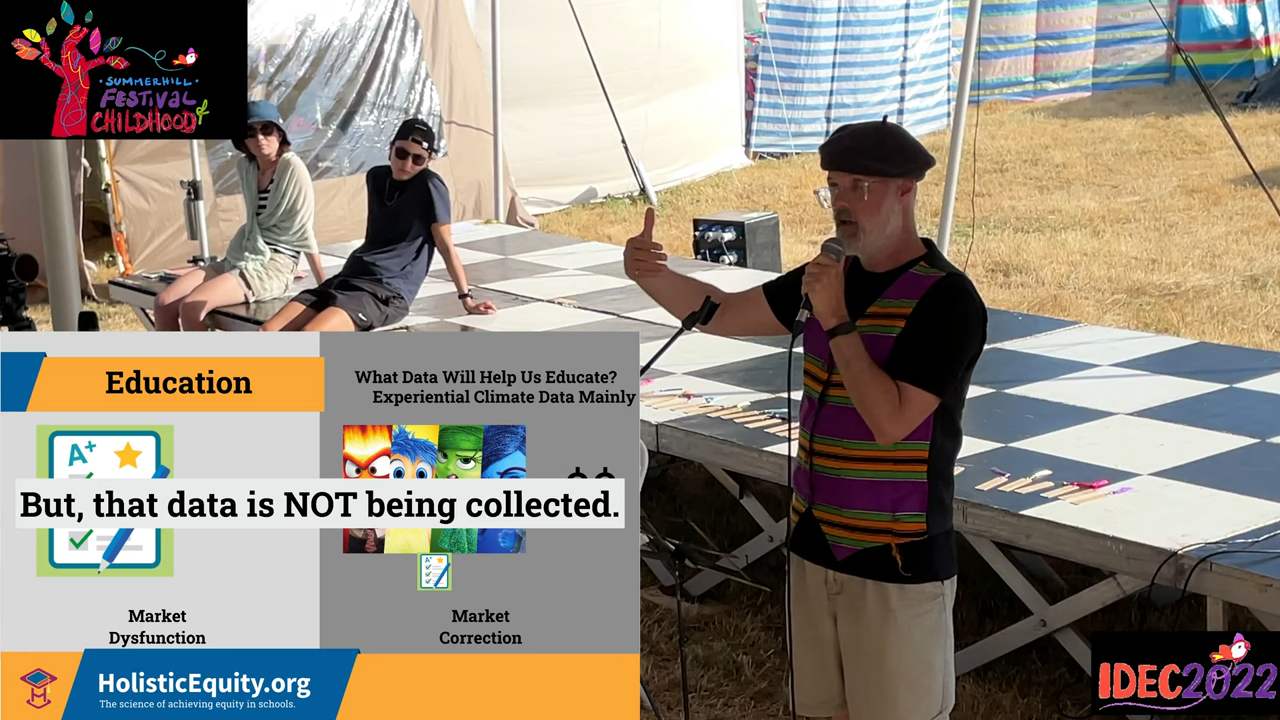 SUMMERHILL
FESTIVAL of
CHILDHOOD
Education
What Data Will Help Us Educate?
Experiential Climate Data Mainly
A+
But, that data is NOT being collected.
Market
Dysfunction
Market
Correction
HolisticEquity.org
The science of achieving equity in schools.
IDEC2022